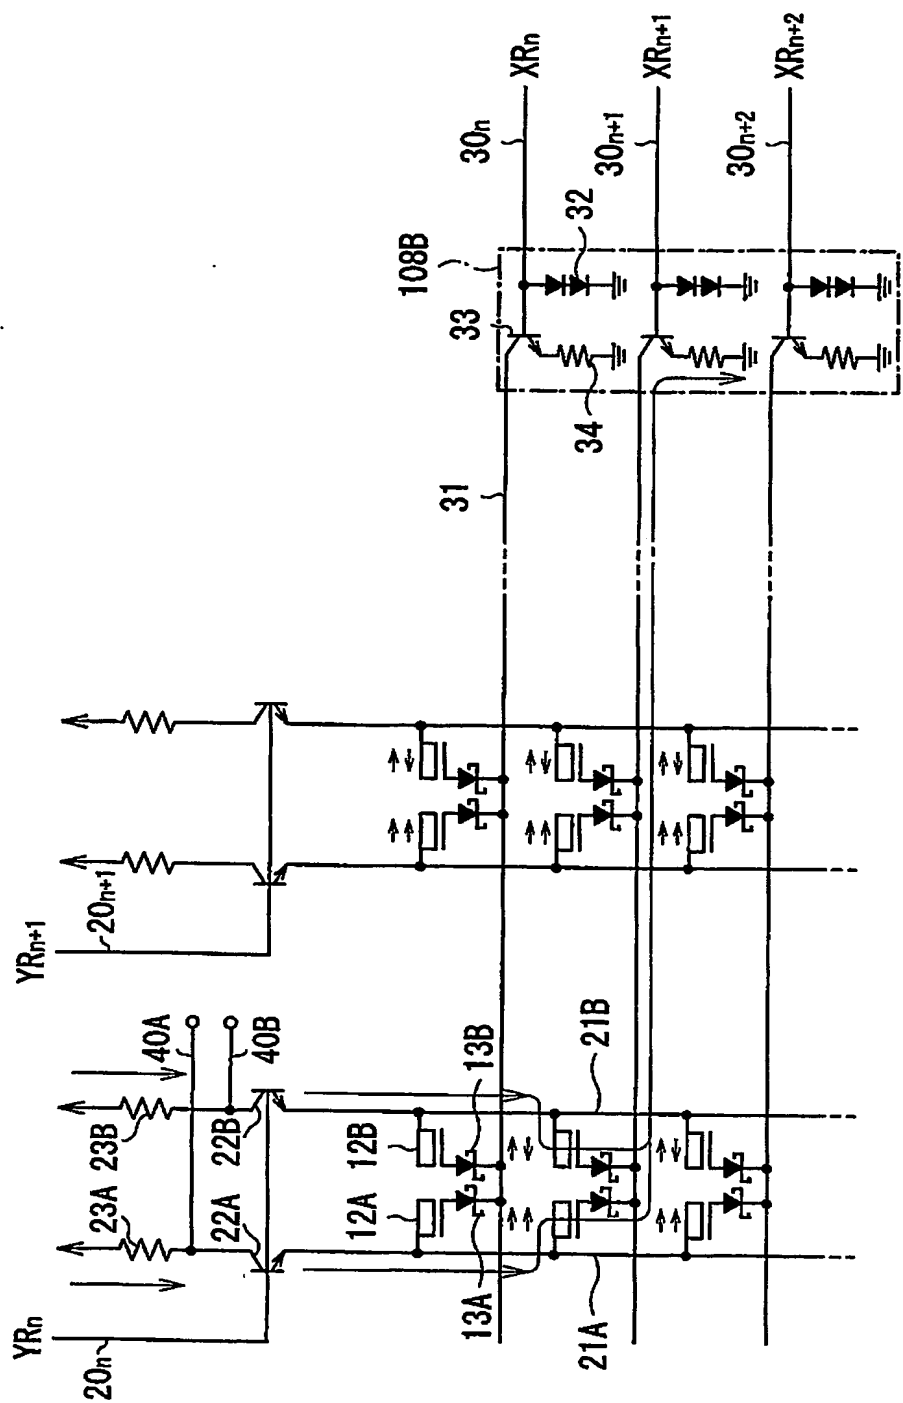 YRn
20n
23A
23B
40A
40B
22A
22B
YRn+1
20n+1
12A
12B
13A
13B
21A
21B
31
33
34
108B
32
30n
XRn
30n+1
XRn+1
30n+2
XRn+2